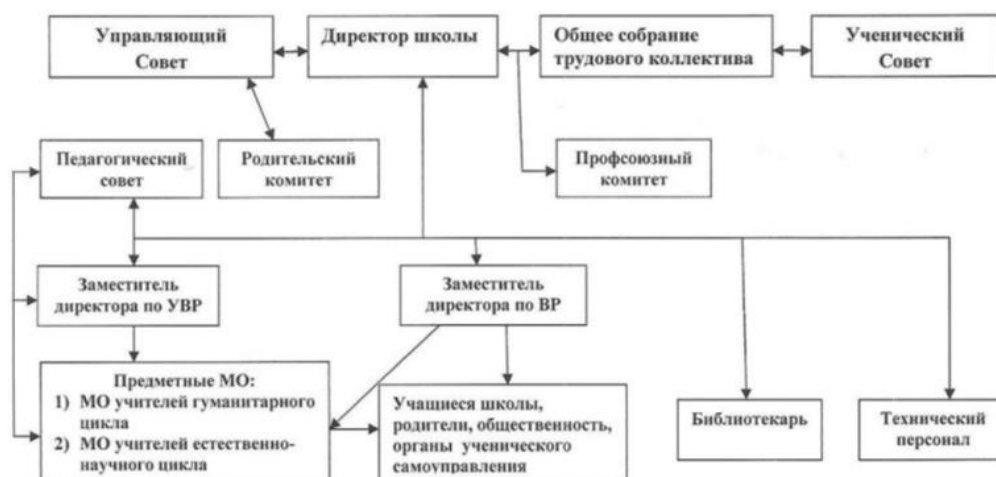 Управляющий
Совет
Директор школы
Общее собрание
трудового коллектива
Ученический
Совет
Педагогический
совет
Родительский
комитет
Профсоюзный
комитет
Заместитель
директора по УВР
Заместитель
директора по ВР
Предметные МО:
1) МО учителей гуманитарного
цикла
2) МО учителей естественно-
научного цикла
Учащиеся школы,
родители, общественность,
органы ученического
самоуправления
Библиотекарь
Технический
персонал